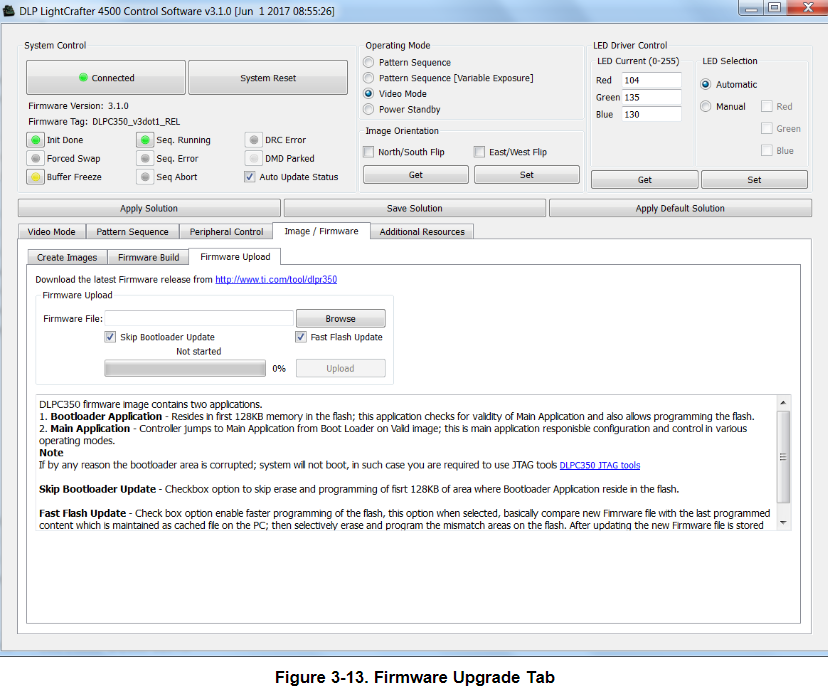 DLP LightCrafter 4500 Control Software v3.1.0 [Jun  1 2017 08:55:26]
System Control
Connected
System Reset
Firmware Version:  3.1.0
Firmware Tag: DLPC350_v3dot1_REL
Init Done
Seq. Running
DRC Error
Forced Swap
Seq. Error
DMD Parked
Buffer Freeze
Seq Abort
Auto Update Status
Operating Mode
Pattern Sequence
Pattern Sequence [Variable Exposure]
Video Mode
Power Standby
Image Orientation
North/South Flip
East/West Flip
Get
Set
LED Driver Control
LED Current (0-255)
Red 104
Green 135
Blue 130
LED Selection
Automatic
Manual
Red
Green
Blue
Get
Set
Apply Solution
Save Solution
Apply Default Solution
Video Mode
Pattern Sequence
Peripheral Control
Image / Firmware
Additional Resources
Create Images
Firmware Build
Firmware Upload
Download the latest Firmware release from http://www.ti.com/tool/dlpr350
Firmware Upload
Firmware File:
Browse
Skip Bootloader Update
Fast Flash Update
Not started
0%
Upload
DLPC350 firmware image contains two applications.
1. Bootloader Application - Resides in first 128KB memory in the flash; this application checks for validity of Main Application and also allows programming the flash.
2. Main Application - Controller jumps to Main Application from Boot Loader on Valid image; this is main application responisble configuration and control in various
operating modes.
Note
If by any reason the bootloader area is corrupted; system will not boot, in such case you are required to use JTAG tools DLPC350 JTAG tools
Skip Bootloader Update - Checkbox option to skip erase and programming of fisrt 128KB of area where Bootloader Application reside in the flash.
Fast Flash Update - Check box option enable faster programming of the flash, this option when selected, basically compare new Fimrware file with the last programmed
content which is maintained as cached file on the PC; then selectively erase and program the mismatch areas on the flash. After updating the new Firmware file is stored
Figure 3-13. Firmware Upgrade Tab